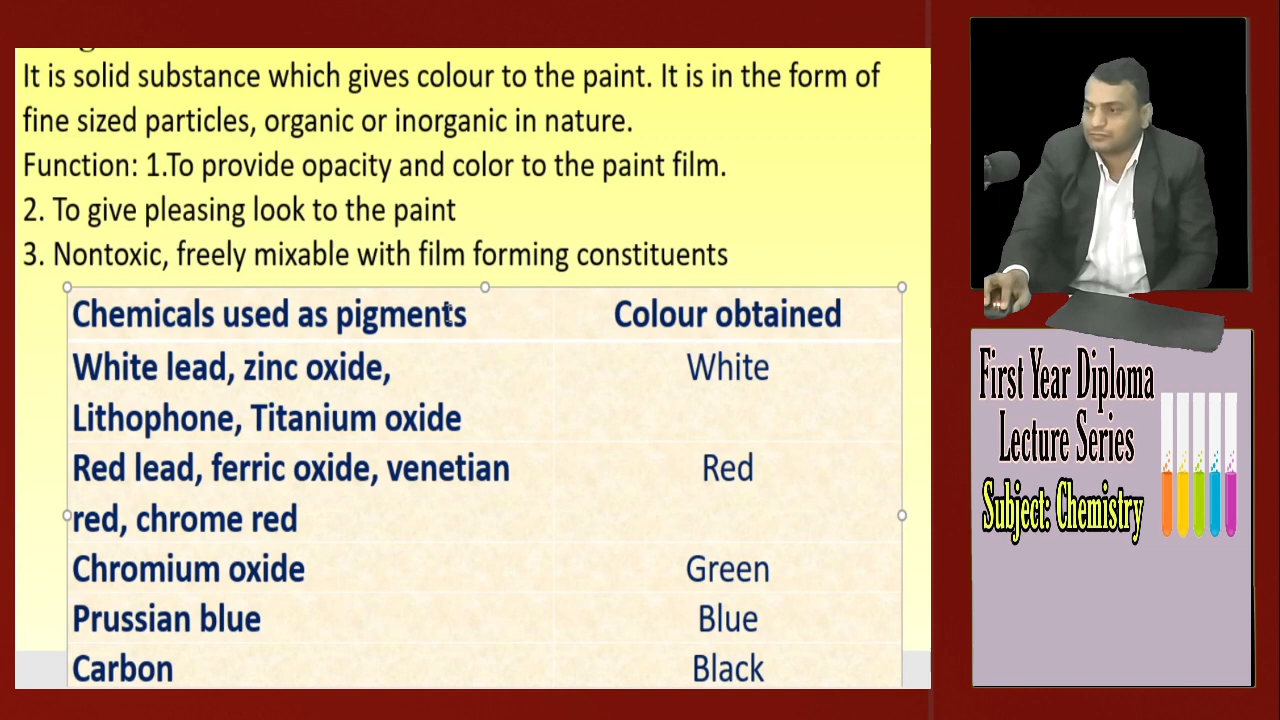 It is solid substance which gives colour to the paint. It is in the form of
fine sized particles, organic or inorganic in nature.
Function: 1.To provide opacity and color to the paint film.
2. To give pleasing look to the paint
3. Nontoxic, freely mixable with film forming constituents
Chemicals used as pigments Colour obtained
White lead, zinc oxide, White
Lithophone, Titanium oxide
Red lead, ferric oxide, venetian Red
red, chrome red
Chromium oxide Green
Prussian blue Blue
Carbon Black
First Year Diploma
Lecture Series
Subject: Chemistry